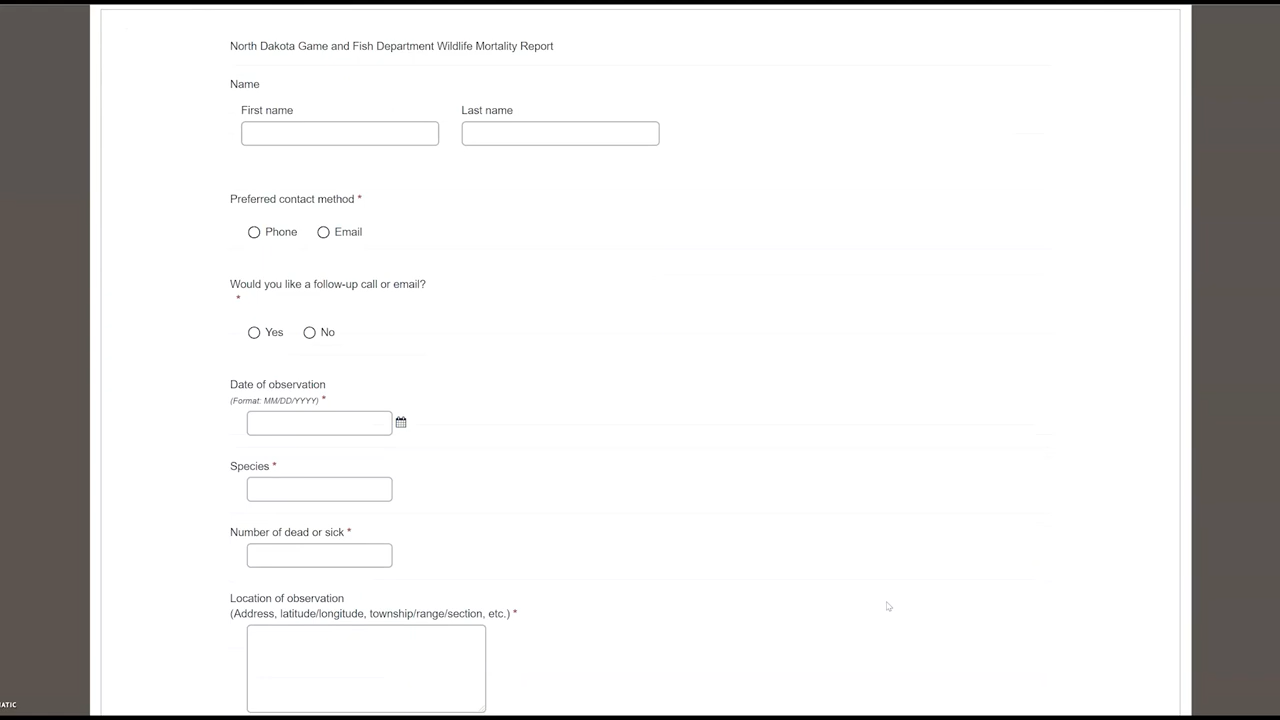 North Dakota Game and Fish Department Wildlife Mortality Report
Name
First name Last name
Preferred contact method *
Phone Email
Would you like a follow-up call or email?
*
Yes No
Date of observation
(Format: MM/DD/YYYY) *
Species *
Number of dead or sick *
Location of observation
(Address, latitude/longitude, township/range/section, etc.) *